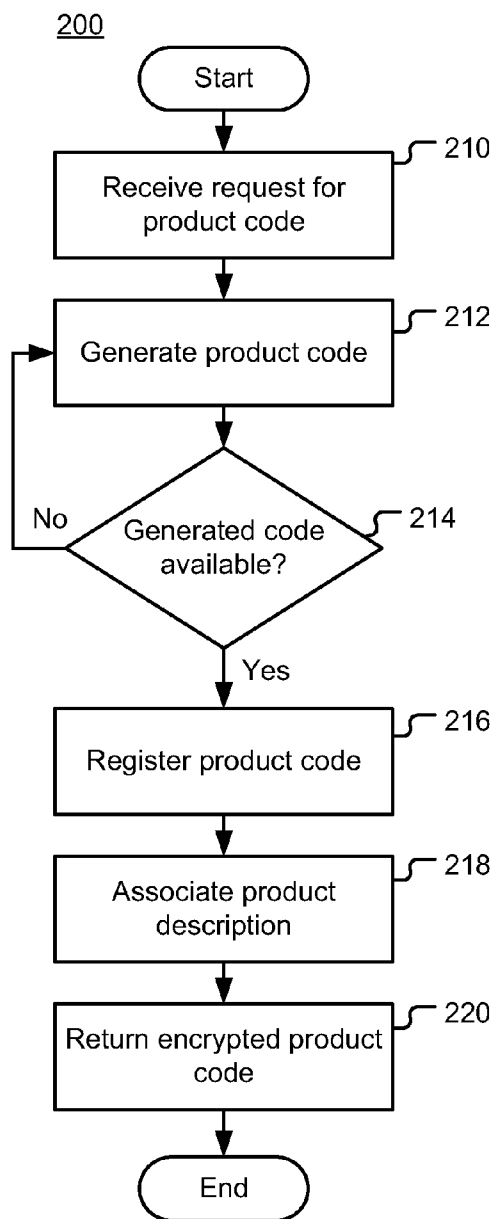 200
Start
210
Receive request for
product code
212
Generate product code
214
Generated code
available?
No
Yes
216
Register product code
218
Associate product
description
220
Return encrypted product
code
End